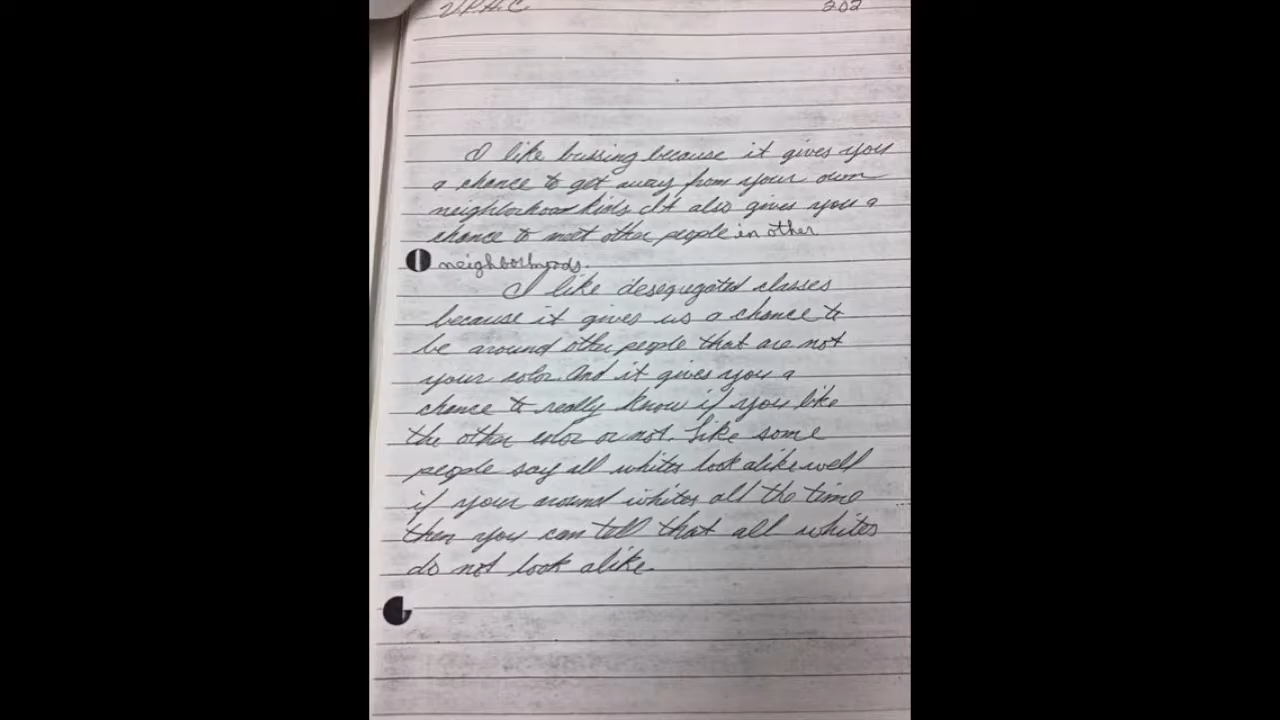 V.P.H.C 202
I like bussing because it gives you
a chance to get away from your own
neighborhood kids. It also gives you a
chance to meet other people in other
neighborhoods.
I like desegregated classes
because it gives us a chance to
be around other people that are not
your color. And it gives you a
chance to really know if you like
the other color or not. Like some
people say all whites look alike well
if your around whites all the time
then you can tell that all whites
do not look alike.